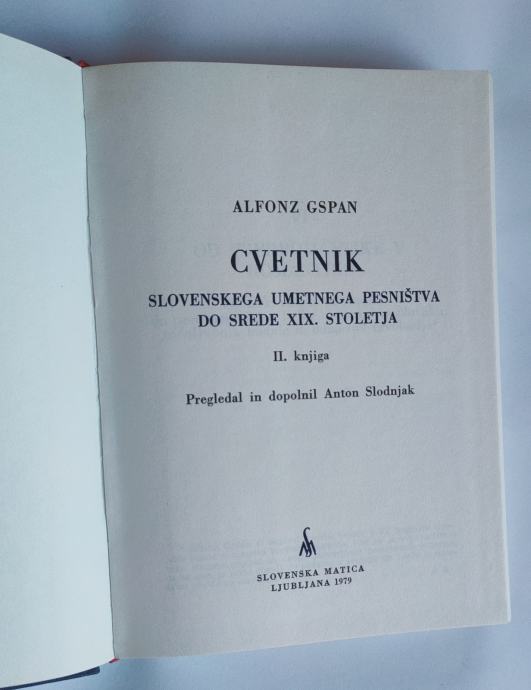 ALFONZ GSPAN
CVETNIK
SLOVENSKEGA UMETNEGA PESNIŠTVA
DO SREDE XIX. STOLETJA
II. knjiga
Pregledal in dopolnil Anton Slodnjak
SM
SLOVENSKA MATICA
LJUBLJANA 1979